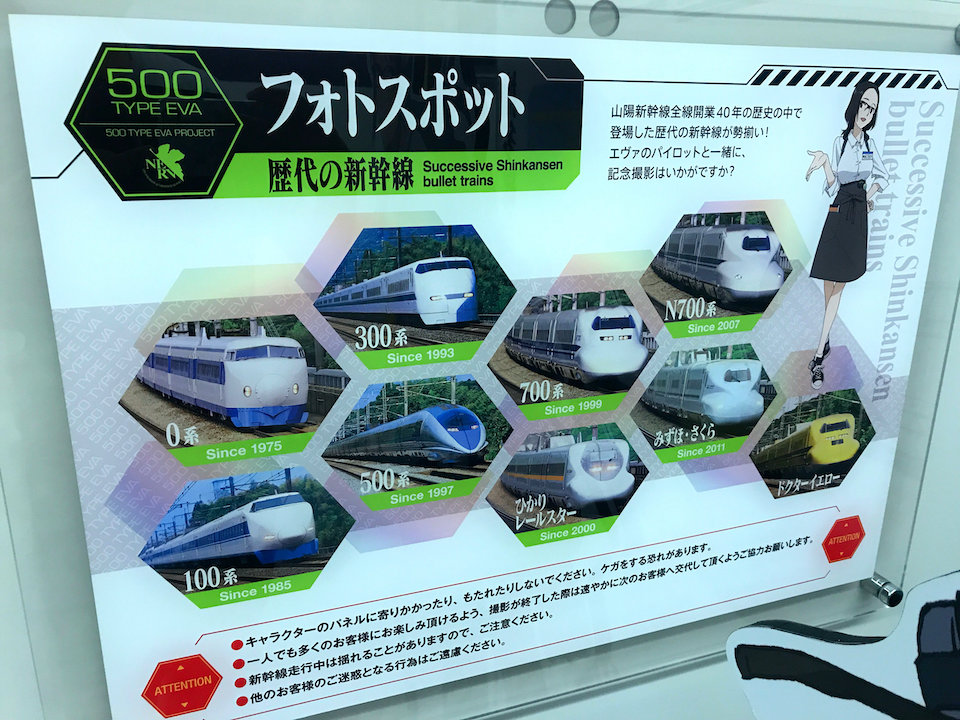 500
TYPE EVA
500 TYPE EVA PROJECT
NERV
フォトスポット
歴代の新幹線
Successive Shinkansen
bullet trains
山陽新幹線全線開業40年の歴史の中で
登場した歴代の新幹線が勢揃い!
エヴァのパイロットと一緒に、
記念撮影はいかがですか?
Successive Shinkansen
bullet trains
0系
Since 1975
100系
Since 1985
300系
Since 1993
500系
Since 1997
700系
Since 1999
ひかり
レールスター
Since 2000
N700系
Since 2007
みずほ・さくら
Since 2011
ドクターイエロー
500 TYPE EVA
ATTENTION
●キャラクターのパネルに寄りかかったり、もたれたりしないでください。ケガをする恐れがあります。
●一人でも多くのお客様にお楽しみ頂けるよう、撮影が終了した際は速やかに次のお客様へ交代して頂くようご協力お願いします。
●新幹線走行中は揺れることがありますので、ご注意ください。
●他のお客様のご迷惑となる行為はご遠慮ください。
ATTENTION